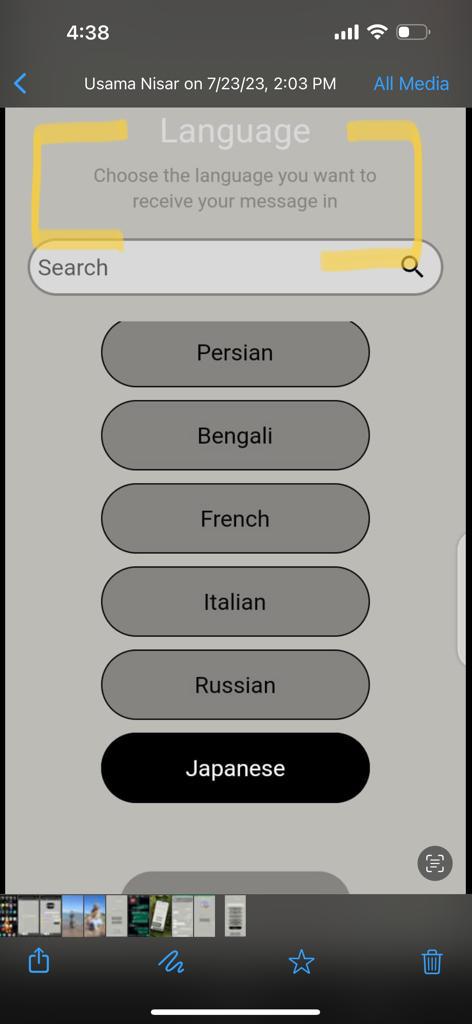 4:38
Usama Nisar on 7/23/23, 2:03 PM
All Media
Language
Choose the language you want to
receive your message in
Search
Persian
Bengali
French
Italian
Russian
Japanese